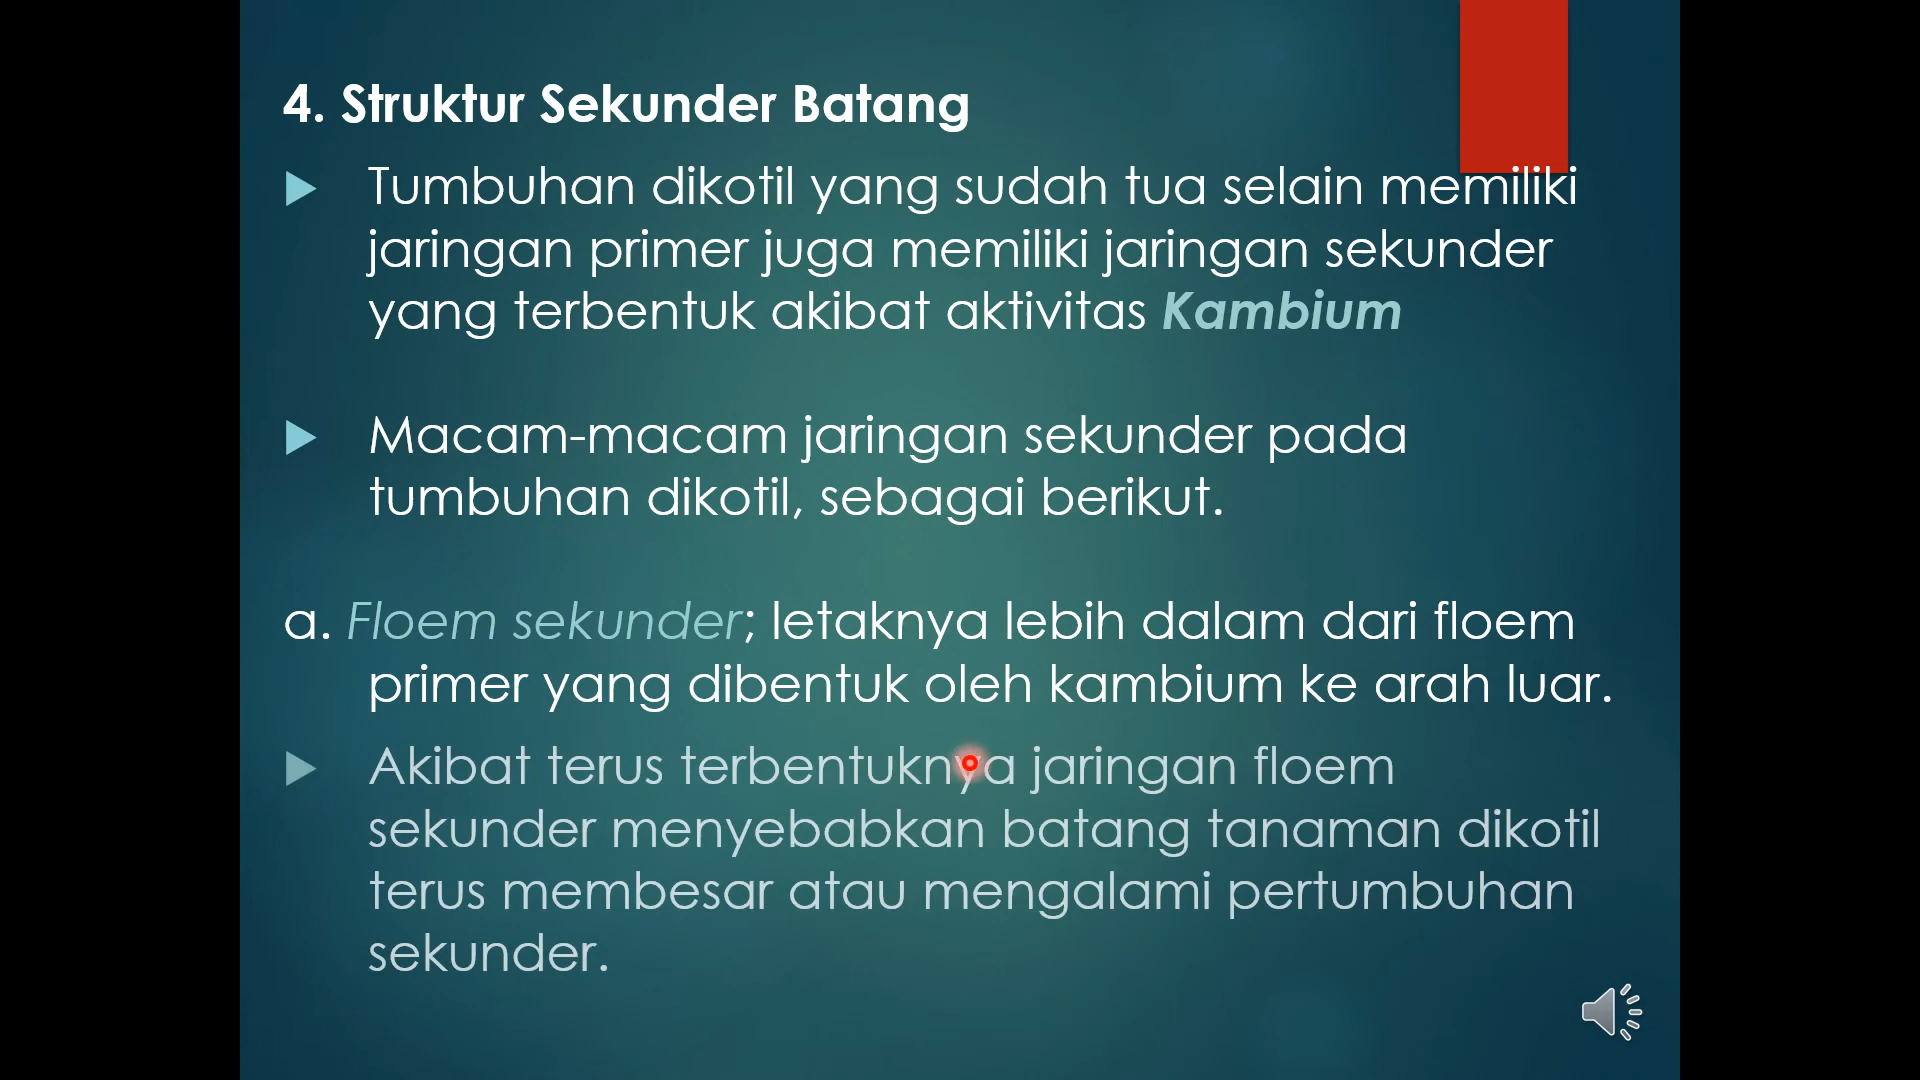 4. Struktur Sekunder Batang
Tumbuhan dikotil yang sudah tua selain memiliki
jaringan primer juga memiliki jaringan sekunder
yang terbentuk akibat aktivitas Kambium
Macam-macam jaringan sekunder pada
tumbuhan dikotil, sebagai berikut.
a. Floem sekunder; letaknya lebih dalam dari floem
primer yang dibentuk oleh kambium ke arah luar.
Akibat terus terbentuknya jaringan floem
sekunder menyebabkan batang tanaman dikotil
terus membesar atau mengalami pertumbuhan
sekunder.